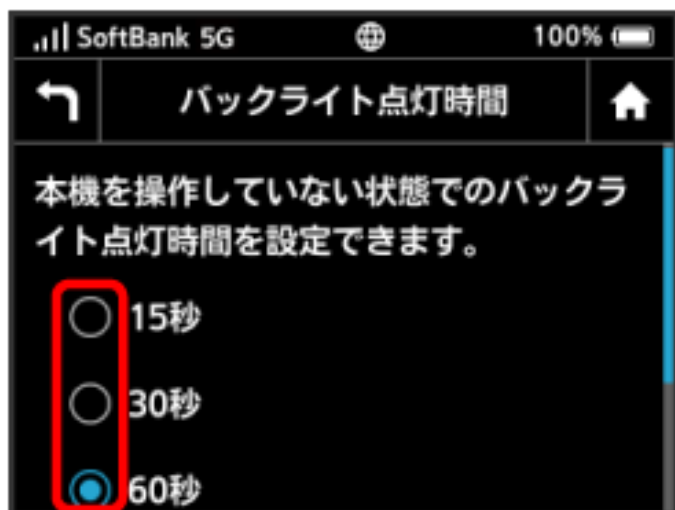 SoftBank 5G 100%
バックライト点灯時間
本機を操作していない状態でのバックラ
イト点灯時間を設定できます。
15秒
30秒
60秒